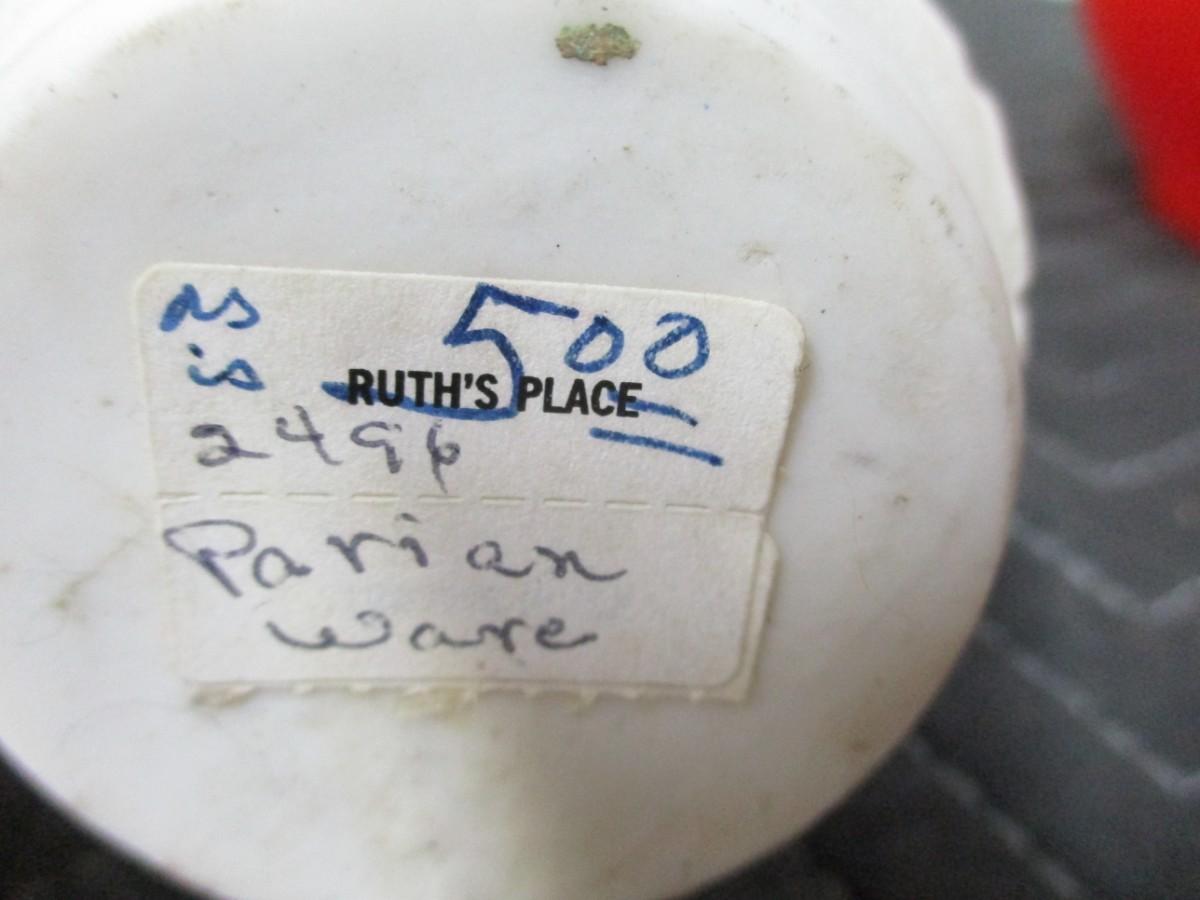 as 500
is
RUTH'S PLACE
2496
Parian
ware